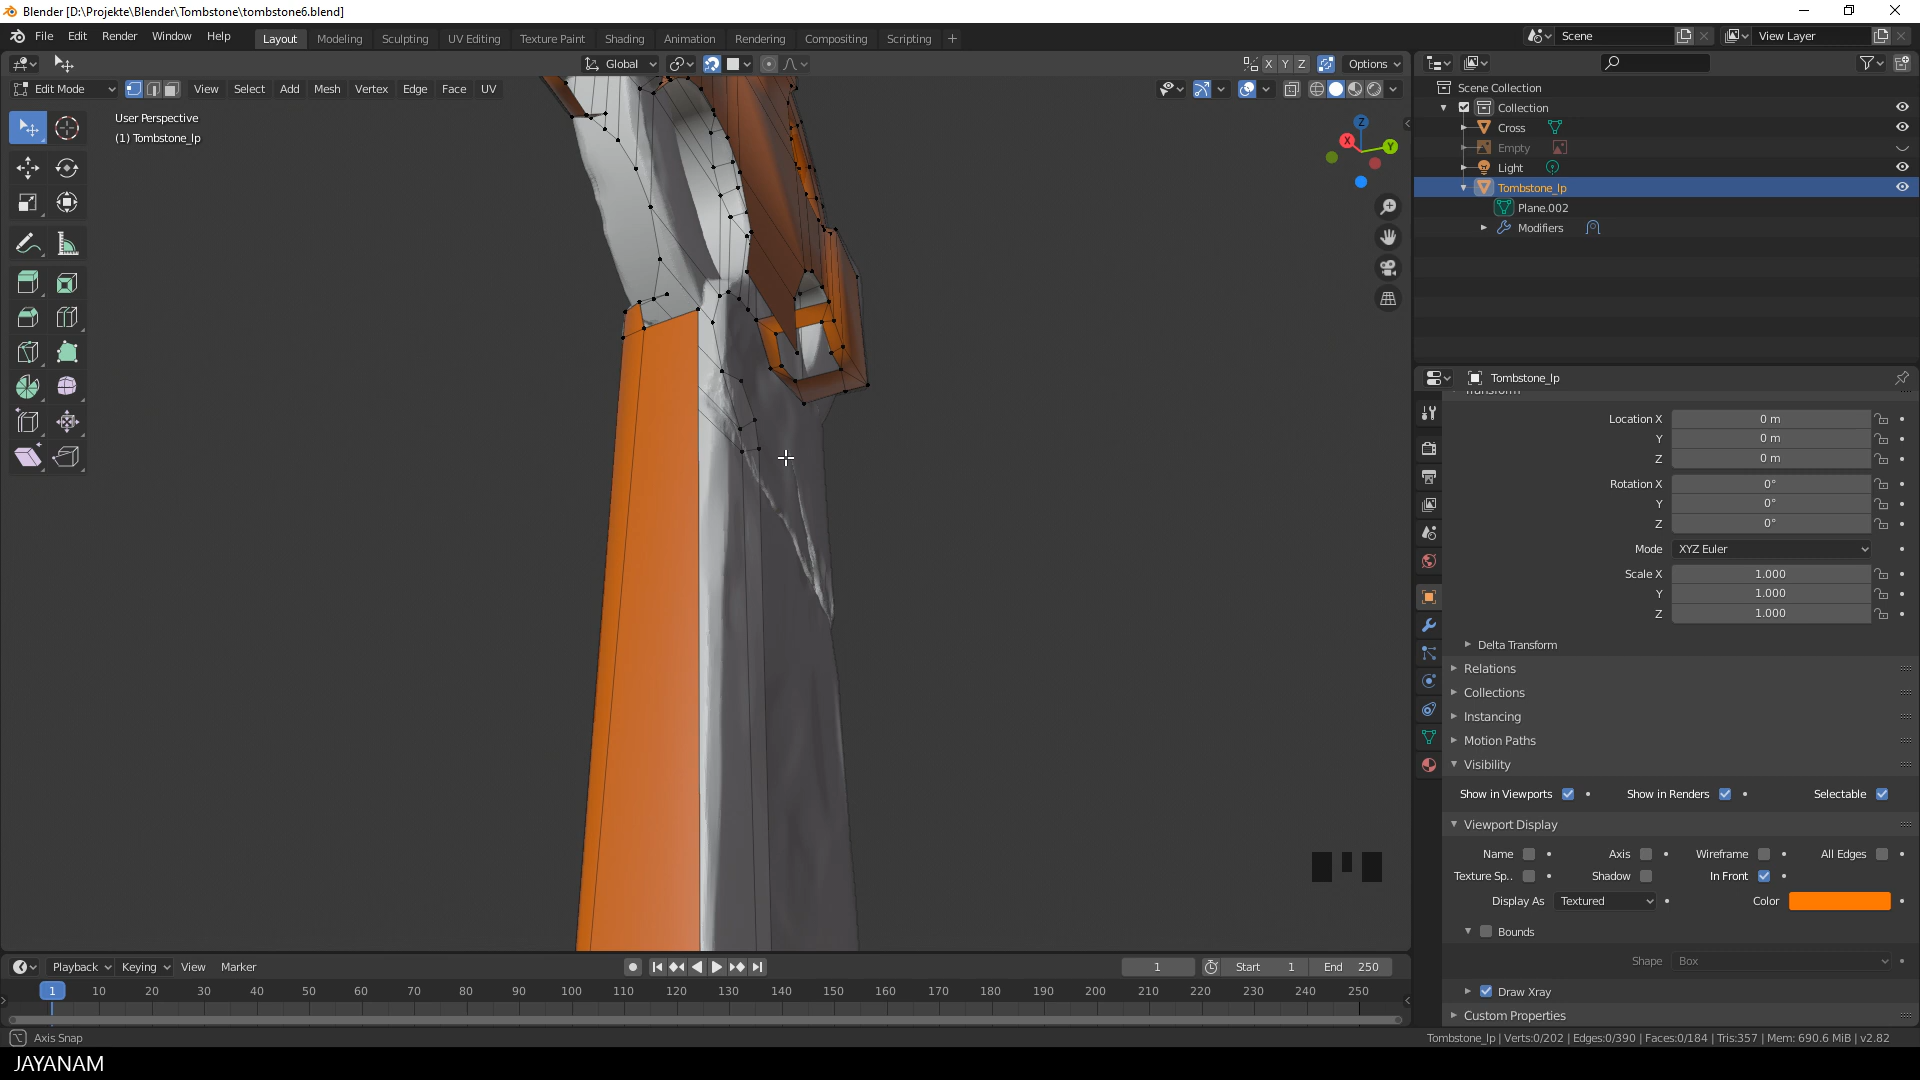 Blender [D:\Projekte\Blender\Tombstone\tombstone6.blend]
File Edit Render Window Help Layout Modeling Sculpting UV Editing Texture Paint Shading Animation Rendering Compositing Scripting + Scene View Layer
Global X Y Z Options
Edit Mode View Select Add Mesh Vertex Edge Face UV
User Perspective
(1) Tombstone_lp
Z
X Y
Scene Collection
Collection
Cross
Empty
Light
Tombstone_lp
Plane.002
Modifiers
Tombstone_lp
Transform
Location X 0 m
Y 0 m
Z 0 m
Rotation X 0°
Y 0°
Z 0°
Mode XYZ Euler
Scale X 1.000
Y 1.000
Z 1.000
Delta Transform
Relations
Collections
Instancing
Motion Paths
Visibility
Show in Viewports Show in Renders Selectable
Viewport Display
Name Axis Wireframe All Edges
Texture Sp.. Shadow In Front
Display As Textured Color
Bounds
Shape Box
Draw Xray
Custom Properties
Playback Keying View Marker 1 Start 1 End 250
1 10 20 30 40 50 60 70 80 90 100 110 120 130 140 150 160 170 180 190 200 210 220 230 240 250
Axis Snap
Tombstone_lp | Verts:0/202 | Edges:0/390 | Faces:0/184 | Tris:357 | Mem: 690.6 MiB | v2.82
JAYANAM